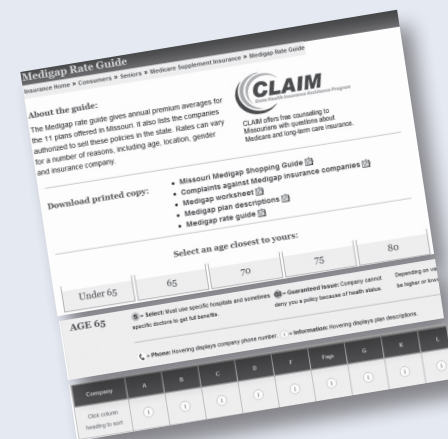 Medigap Rate Guide
Insurance Home » Consumers » Seniors » Medicare Supplement Insurance » Medigap Rate Guide
About the guide:
The Medigap rate guide gives annual premium averages for
the 11 plans offered in Missouri. It also lists the companies
authorized to sell these policies in the state. Rates can vary
for a number of reasons, including age, location, gender
and insurance company.
CLAIM
State Health Insurance Assistance Program
CLAIM offers free counseling to
Missourians with questions about
Medicare and long-term care insurance.
Download printed copy:
• Missouri Medigap Shopping Guide
• Complaints against Medigap insurance companies
• Medigap worksheet
• Medigap plan descriptions
• Medigap rate guide
Select an age closest to yours:
Under 65 65 70 75 80
AGE 65
S = Select: Must use specific hospitals and sometimes
specific doctors to get full benefits.
= Guaranteed Issue: Company cannot
deny you a policy because of health status.
Depending on
be higher or
= Phone: Hovering displays company phone number.
i = Information: Hovering displays plan descriptions.
Company A B C D F G K L
Click column
heading to sort